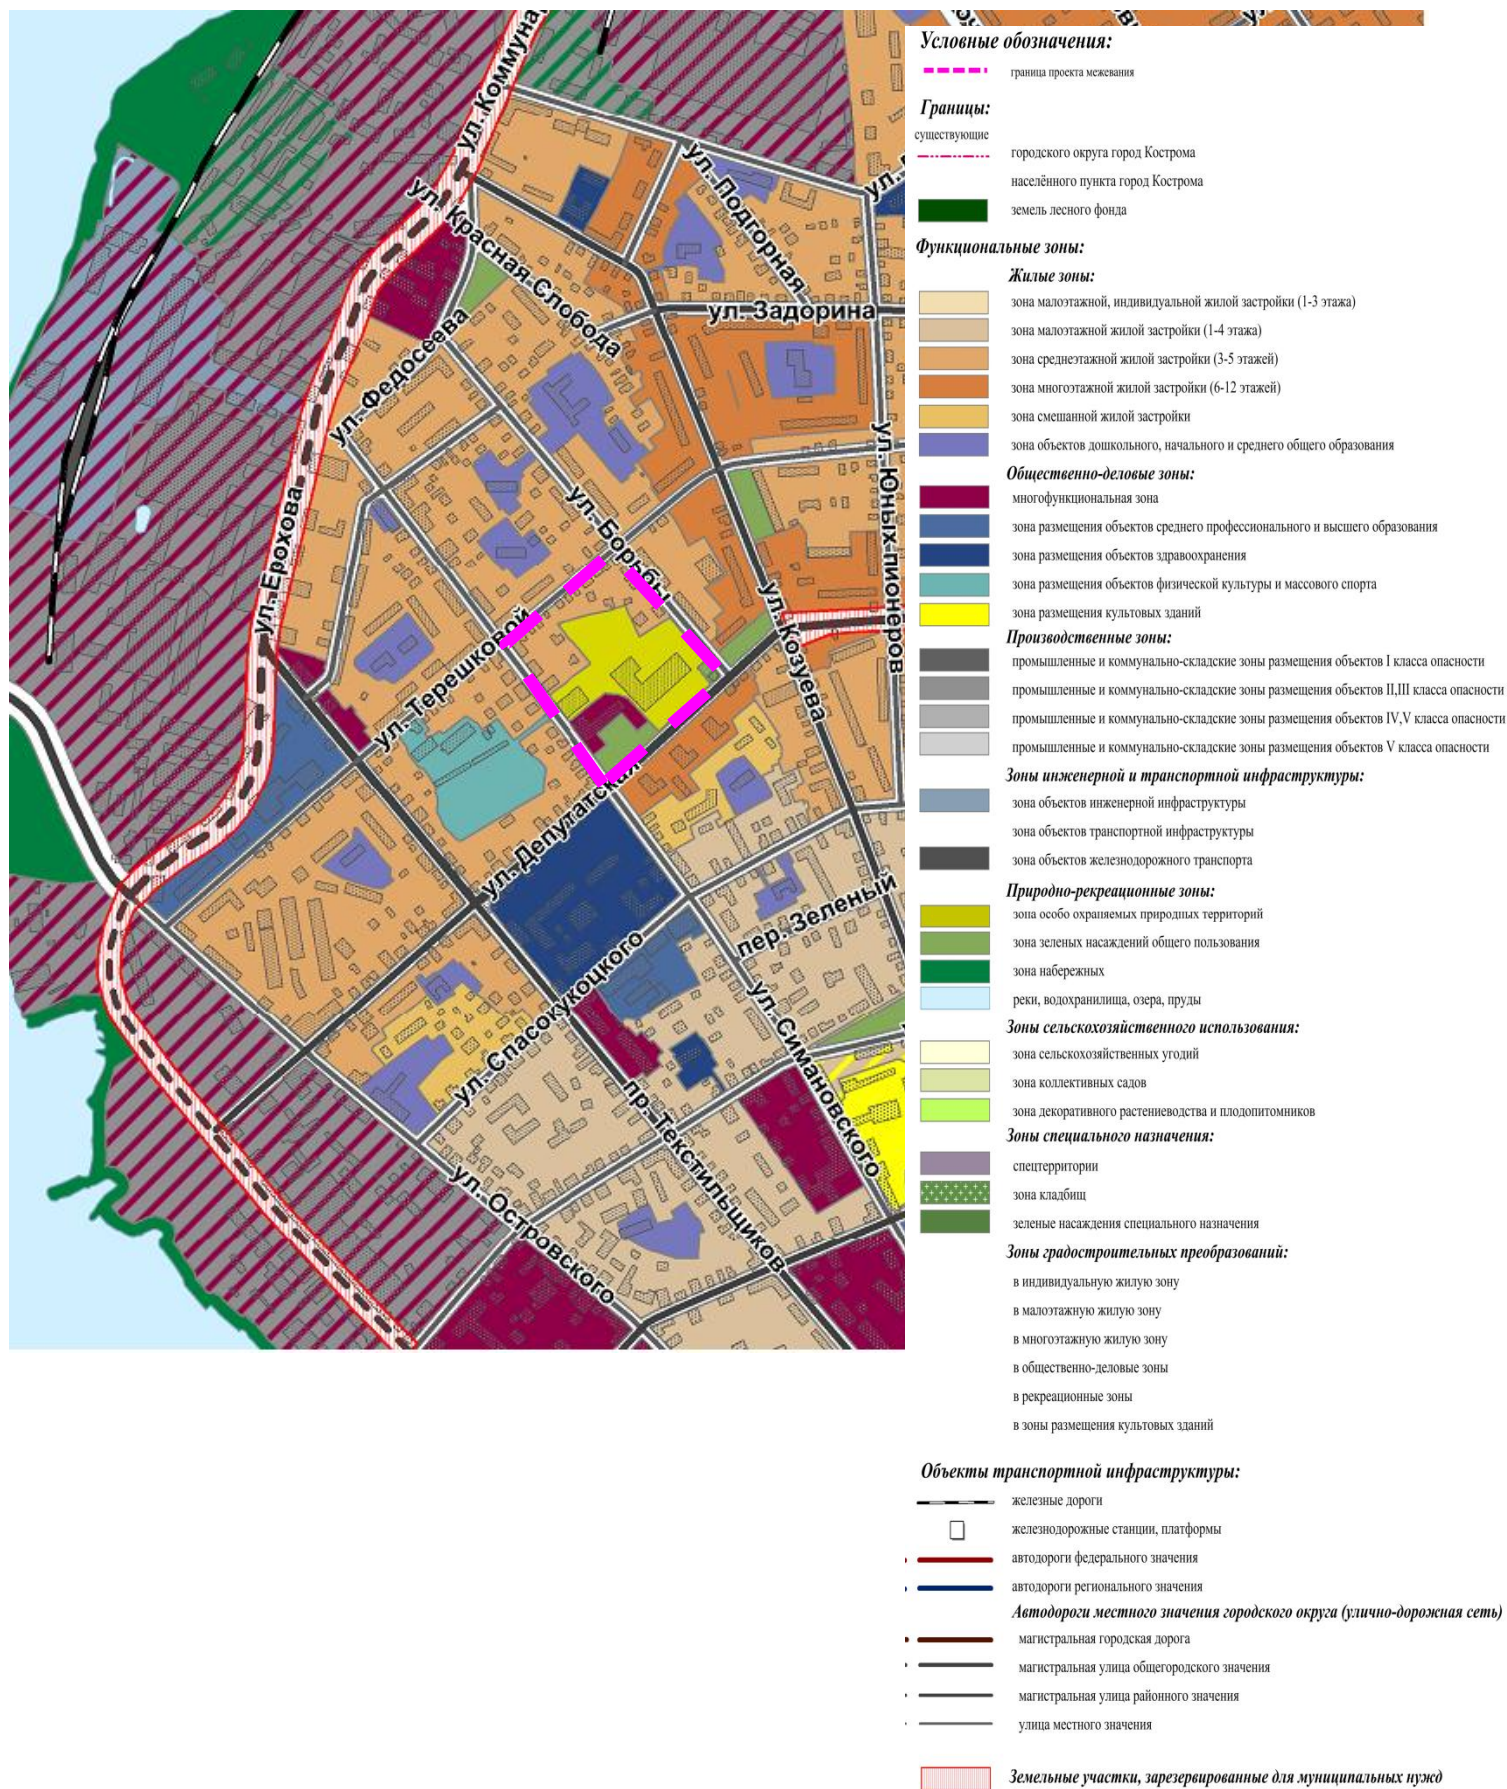 ул. Коммуна
ул. Красная Слобода
ул. Подгорная
ул. Задорина
ул. Федосеева
ул. Ерохова
ул. Борьбы
ул. Юных пионеров
ул. Терешковой
ул. Козуева
ул. Депутатская
пер. Зеленый
ул. Спасокукоцкого
ул. Симановского
пр. Текстильщиков
ул. Островского
Условные обозначения:
граница проекта межевания
Границы:
существующие
городского округа город Кострома
населённого пункта город Кострома
земель лесного фонда
Функциональные зоны:
Жилые зоны:
зона малоэтажной, индивидуальной жилой застройки (1-3 этажа)
зона малоэтажной жилой застройки (1-4 этажа)
зона среднеэтажной жилой застройки (3-5 этажей)
зона многоэтажной жилой застройки (6-12 этажей)
зона смешанной жилой застройки
зона объектов дошкольного, начального и среднего общего образования
Общественно-деловые зоны:
многофункциональная зона
зона размещения объектов среднего профессионального и высшего образования
зона размещения объектов здравоохранения
зона размещения объектов физической культуры и массового спорта
зона размещения культовых зданий
Производственные зоны:
промышленные и коммунально-складские зоны размещения объектов I класса опасности
промышленные и коммунально-складские зоны размещения объектов II,III класса опасности
промышленные и коммунально-складские зоны размещения объектов IV,V класса опасности
промышленные и коммунально-складские зоны размещения объектов V класса опасности
Зоны инженерной и транспортной инфраструктуры:
зона объектов инженерной инфраструктуры
зона объектов транспортной инфраструктуры
зона объектов железнодорожного транспорта
Природно-рекреационные зоны:
зона особо охраняемых природных территорий
зона зеленых насаждений общего пользования
зона набережных
реки, водохранилища, озера, пруды
Зоны сельскохозяйственного использования:
зона сельскохозяйственных угодий
зона коллективных садов
зона декоративного растениеводства и плодопитомников
Зоны специального назначения:
спецтерритории
зона кладбищ
зеленые насаждения специального назначения
Зоны градостроительных преобразований:
в индивидуальную жилую зону
в малоэтажную жилую зону
в многоэтажную жилую зону
в общественно-деловые зоны
в рекреационные зоны
в зоны размещения культовых зданий
Объекты транспортной инфраструктуры:
железные дороги
железнодорожные станции, платформы
автодороги федерального значения
автодороги регионального значения
Автодороги местного значения городского округа (улично-дорожная сеть)
магистральная городская дорога
магистральная улица общегородского значения
магистральная улица районного значения
улица местного значения
Земельные участки, зарезервированные для муниципальных нужд